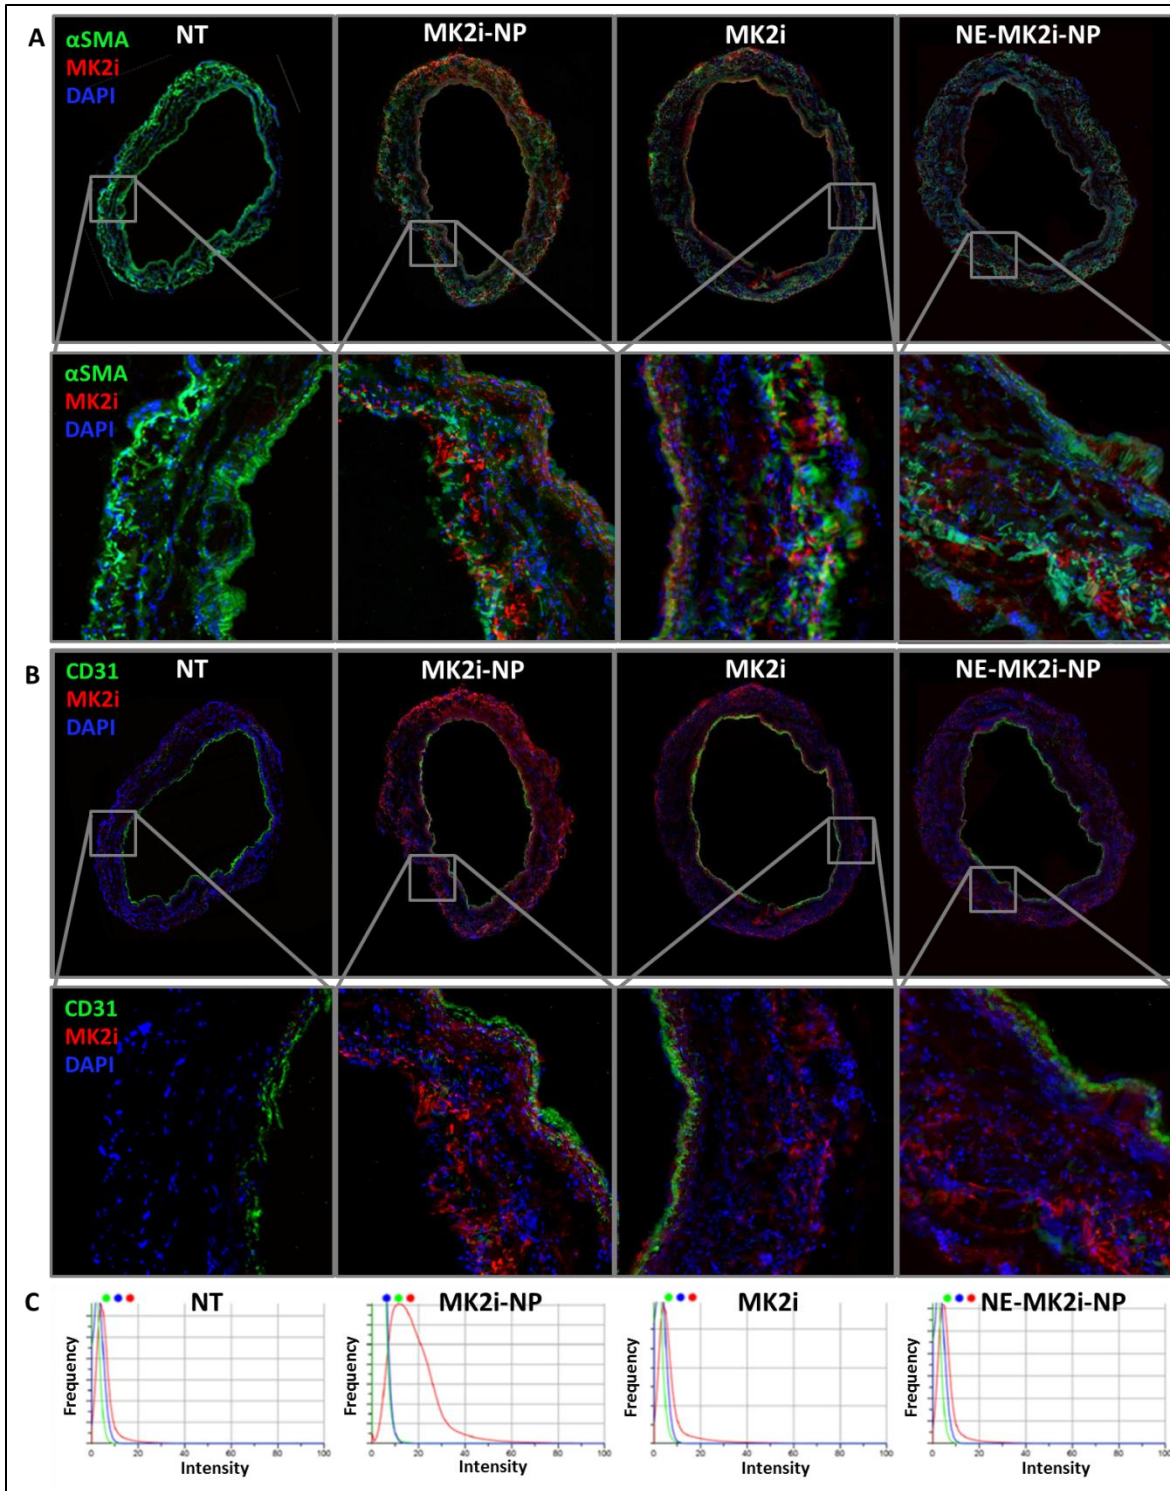 A
NT
MK2i-NP
MK2i
NE-MK2i-NP
αSMA
MK2i
DAPI
αSMA
MK2i
DAPI
B
NT
MK2i-NP
MK2i
NE-MK2i-NP
CD31
MK2i
DAPI
CD31
MK2i
DAPI
C
NT
MK2i-NP
MK2i
NE-MK2i-NP
Frequency
Frequency
Frequency
Frequency
0 20 40 60 80 100
0 20 40 60 80 100
0 20 40 60 80 100
0 20 40 60 80 100
Intensity
Intensity
Intensity
Intensity